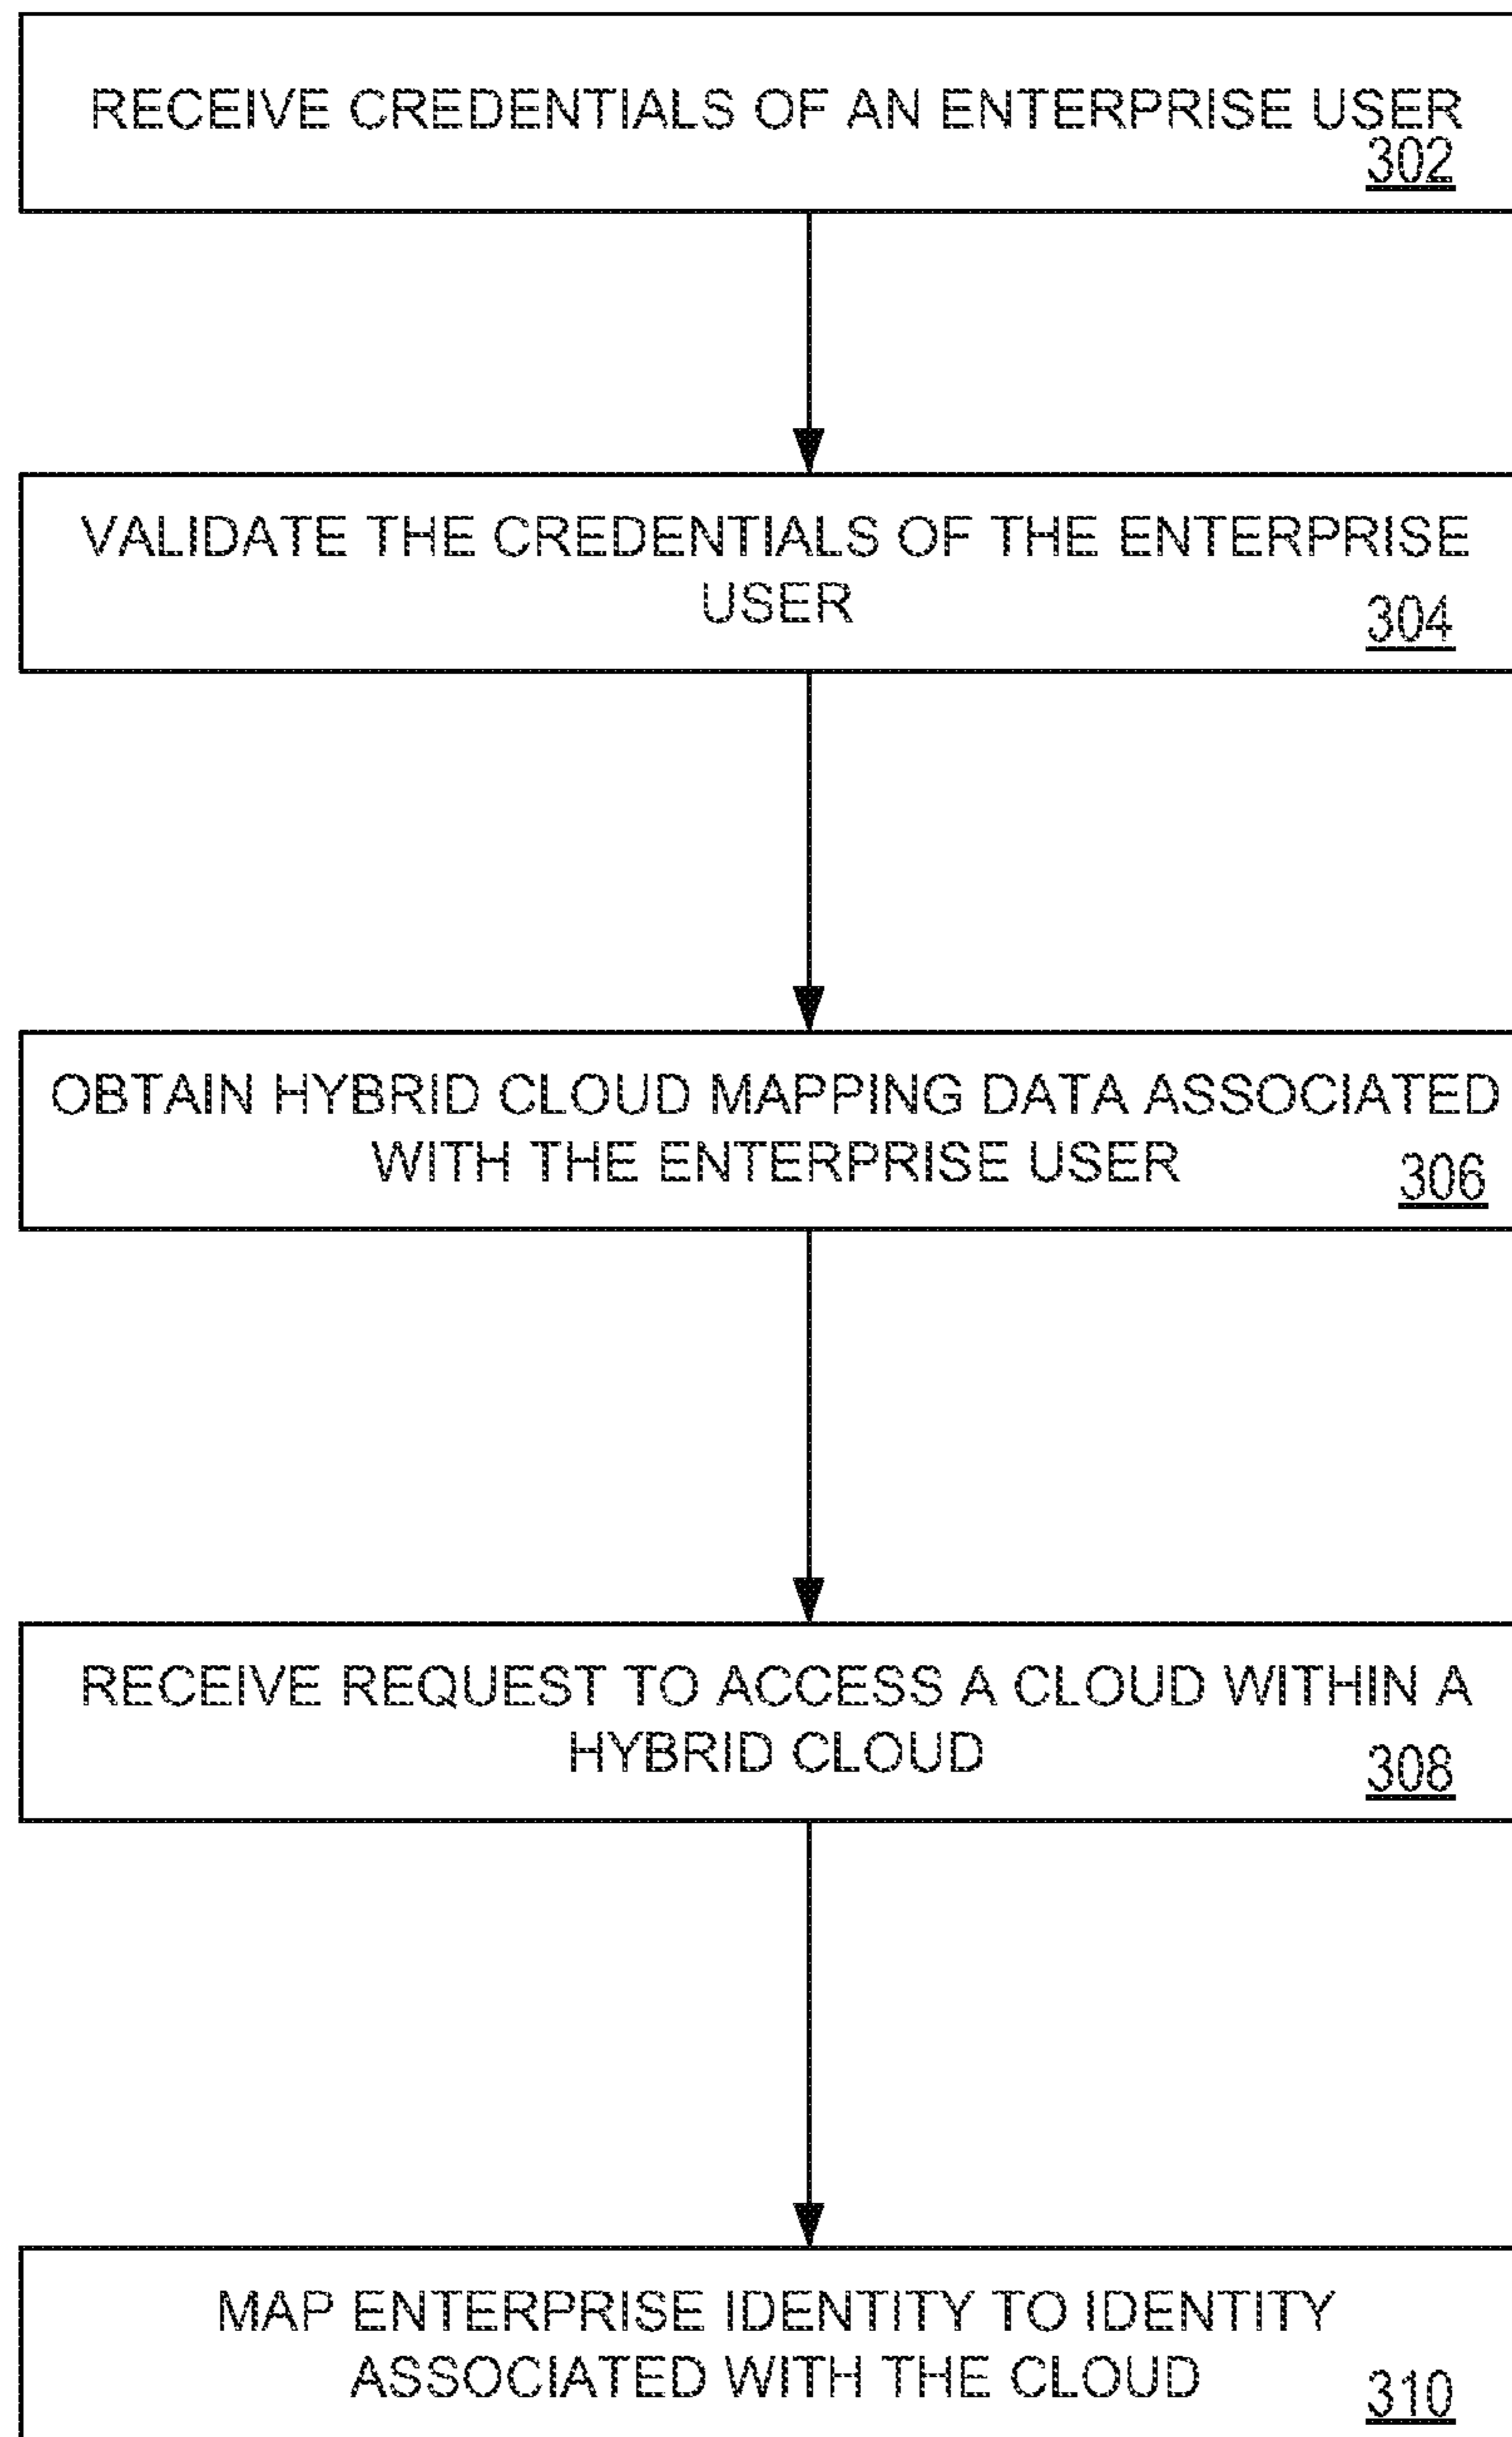 RECEIVE CREDENTIALS OF AN ENTERPRISE USER
302
VALIDATE THE CREDENTIALS OF THE ENTERPRISE
USER
304
OBTAIN HYBRID CLOUD MAPPING DATA ASSOCIATED
WITH THE ENTERPRISE USER
306
RECEIVE REQUEST TO ACCESS A CLOUD WITHIN A
HYBRID CLOUD
308
MAP ENTERPRISE IDENTITY TO IDENTITY
ASSOCIATED WITH THE CLOUD
310